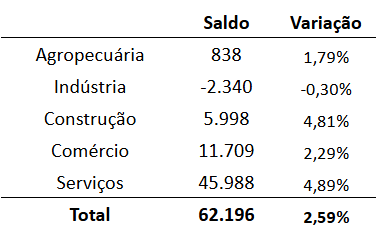 Saldo Variação
Agropecuária 838 1,79%
Indústria -2.340 -0,30%
Construção 5.998 4,81%
Comércio 11.709 2,29%
Serviços 45.988 4,89%
Total 62.196 2,59%